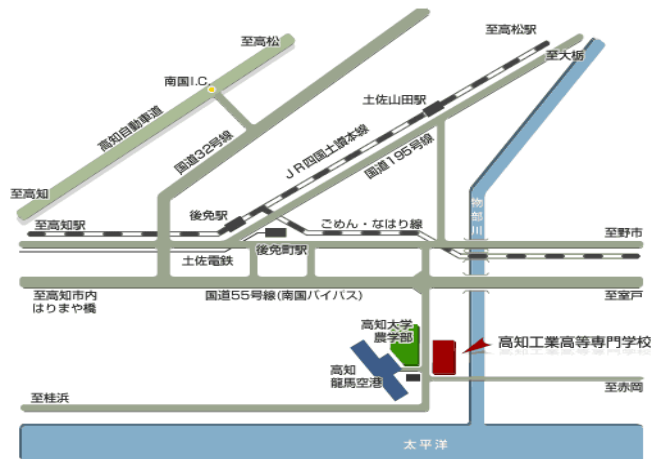 至高松駅
至高松
至大栃
南国I.C.
土佐山田駅
高知自動車道
国道32号線
JR四国土讃本線
国道195号線
至高知
物部川
後免駅
至高知駅
ごめん・なはり線
至野市
後免町駅
土佐電鉄
至高知市内
はりまや橋
国道55号線(南国バイパス)
至室戸
高知大学
農学部
高知工業高等専門学校
高知
龍馬空港
至赤岡
至桂浜
太平洋